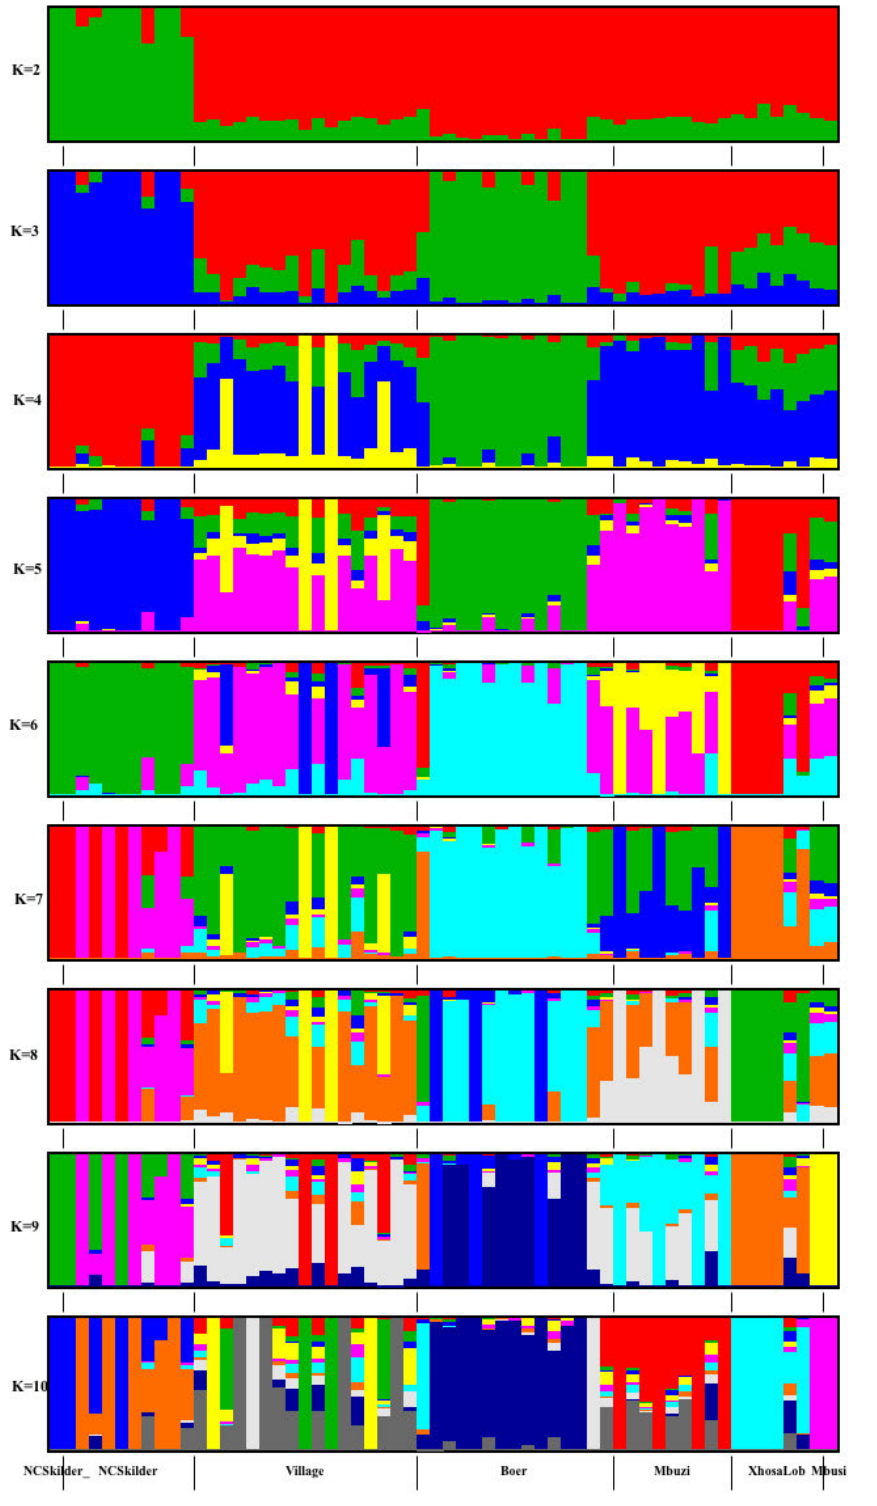 K=2
K=3
K=4
K=5
K=6
K=7
K=8
K=9
K=10
NCSkilder_ NCSkilder Village Boer Mbuzi XhosaLob Mbusi